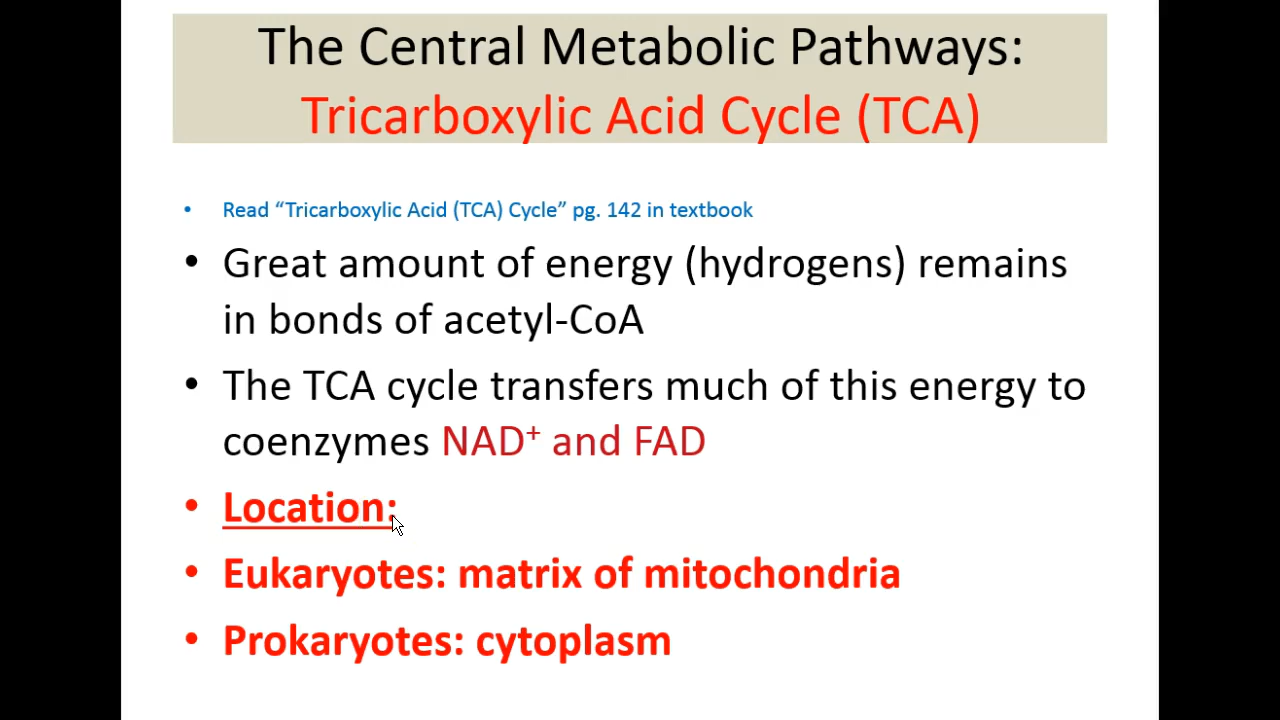 The Central Metabolic Pathways:
Tricarboxylic Acid Cycle (TCA)
• Read “Tricarboxylic Acid (TCA) Cycle” pg. 142 in textbook
• Great amount of energy (hydrogens) remains
in bonds of acetyl-CoA
• The TCA cycle transfers much of this energy to
coenzymes NAD⁺ and FAD
• Location:
• Eukaryotes: matrix of mitochondria
• Prokaryotes: cytoplasm